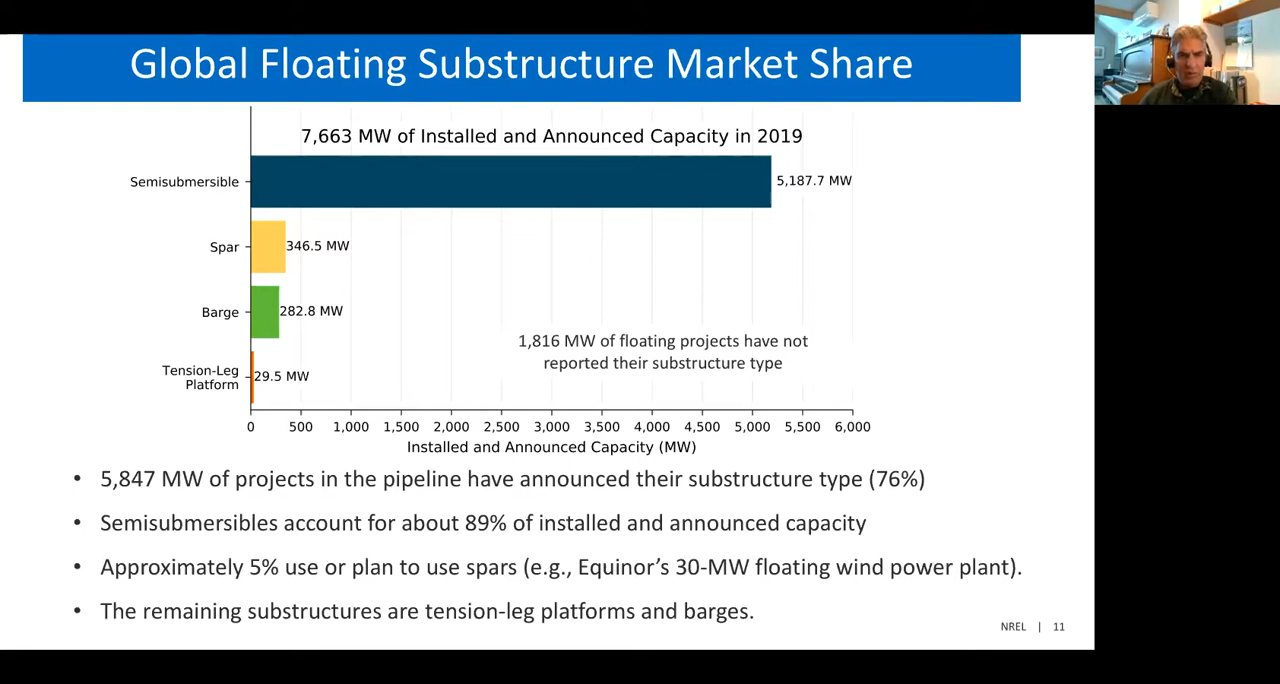 Global Floating Substructure Market Share
7,663 MW of Installed and Announced Capacity in 2019
Semisubmersible
5,187.7 MW
Spar
346.5 MW
Barge
282.8 MW
Tension-Leg
Platform
29.5 MW
1,816 MW of floating projects have not
reported their substructure type
0 500 1,000 1,500 2,000 2,500 3,000 3,500 4,000 4,500 5,000 5,500 6,000
Installed and Announced Capacity (MW)
• 5,847 MW of projects in the pipeline have announced their substructure type (76%)
• Semisubmersibles account for about 89% of installed and announced capacity
• Approximately 5% use or plan to use spars (e.g., Equinor’s 30-MW floating wind power plant).
• The remaining substructures are tension-leg platforms and barges.
NREL | 11